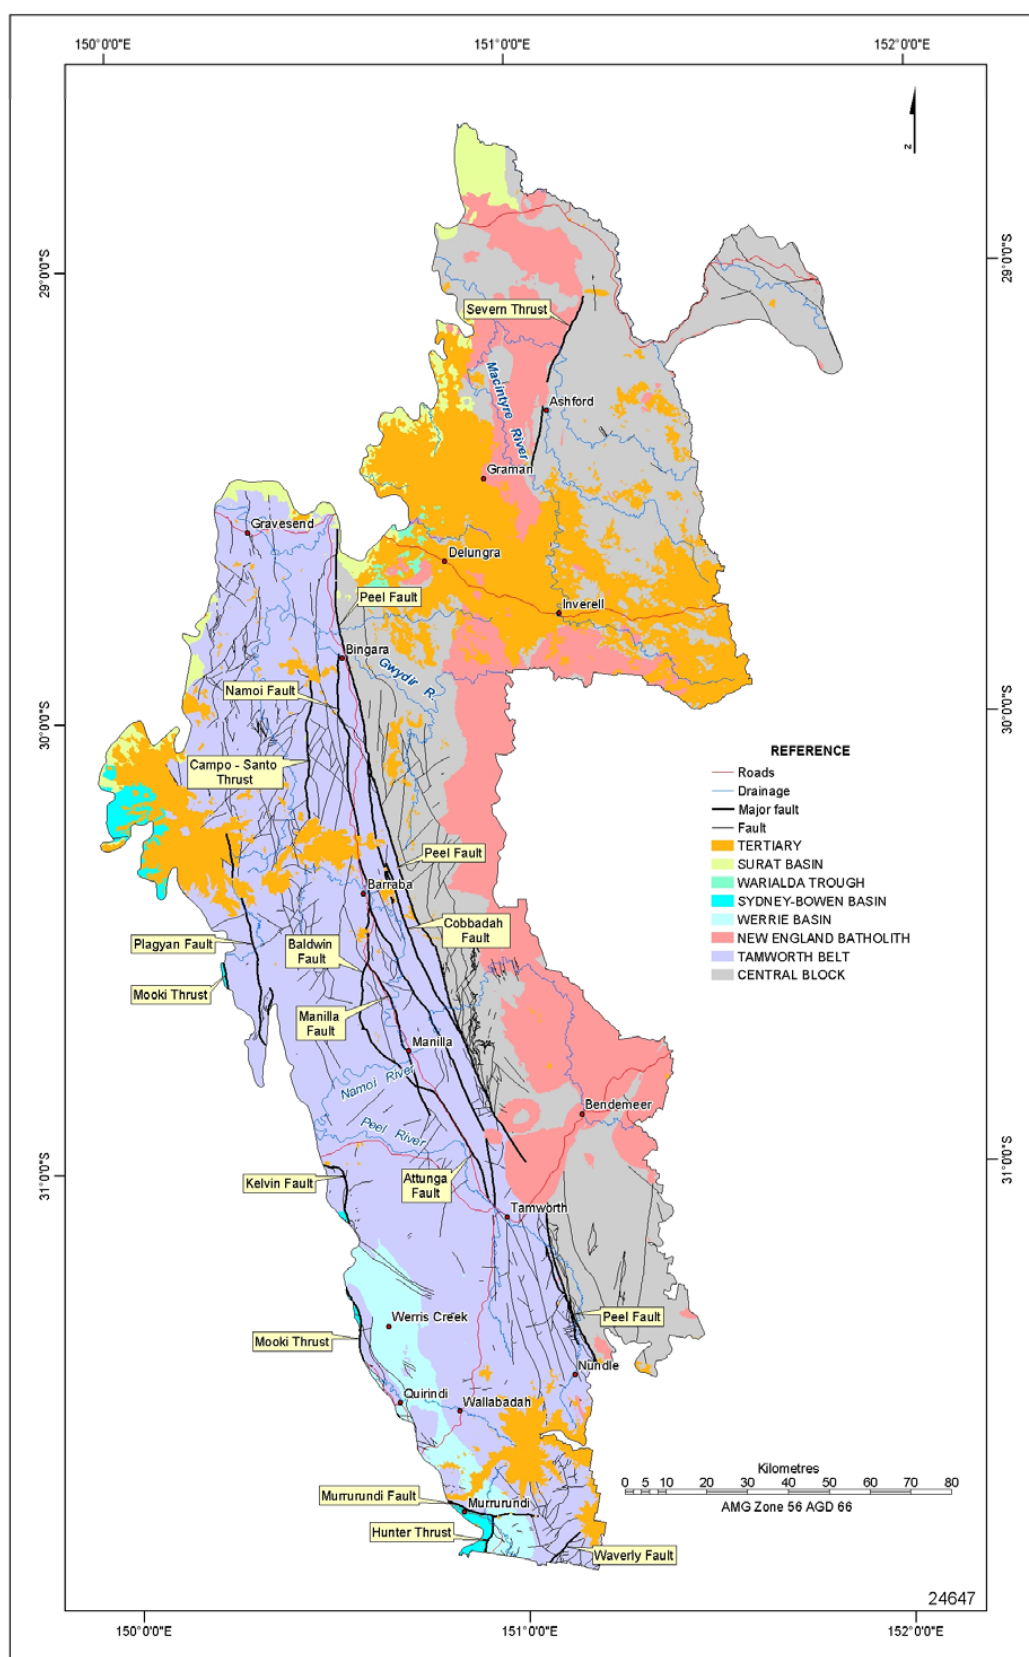 150°0'0"E
151°0'0"E
152°0'0"E
z
29°0'0"S
29°0'0"S
Severn Thrust
Macintyre River
Ashford
Graman
Gravesend
Delungra
Peel Fault
Inverell
Bingara
Gwydir R.
Namoi Fault
30°0'0"S
30°0'0"S
Campo - Santo
Thrust
REFERENCE
Roads
Drainage
Major fault
Fault
TERTIARY
SURAT BASIN
WARIALDA TROUGH
SYDNEY-BOWEN BASIN
WERRIE BASIN
NEW ENGLAND BATHOLITH
TAMWORTH BELT
CENTRAL BLOCK
Peel Fault
Barraba
Cobbadah
Fault
Plagyan Fault
Baldwin
Fault
Mooki Thrust
Manilla
Fault
Manilla
Namoi River
Bendemeer
Peel River
31°0'0"S
31°0'0"S
Kelvin Fault
Attunga
Fault
Tamworth
Werris Creek
Peel Fault
Mooki Thrust
Nundle
Quirindi
Wallabadah
Kilometres
0 5 10 20 30 40 50 60 70 80
AMG Zone 56 AGD 66
Murrurundi Fault
Murrurundi
Hunter Thrust
Waverly Fault
24647
150°0'0"E
151°0'0"E
152°0'0"E